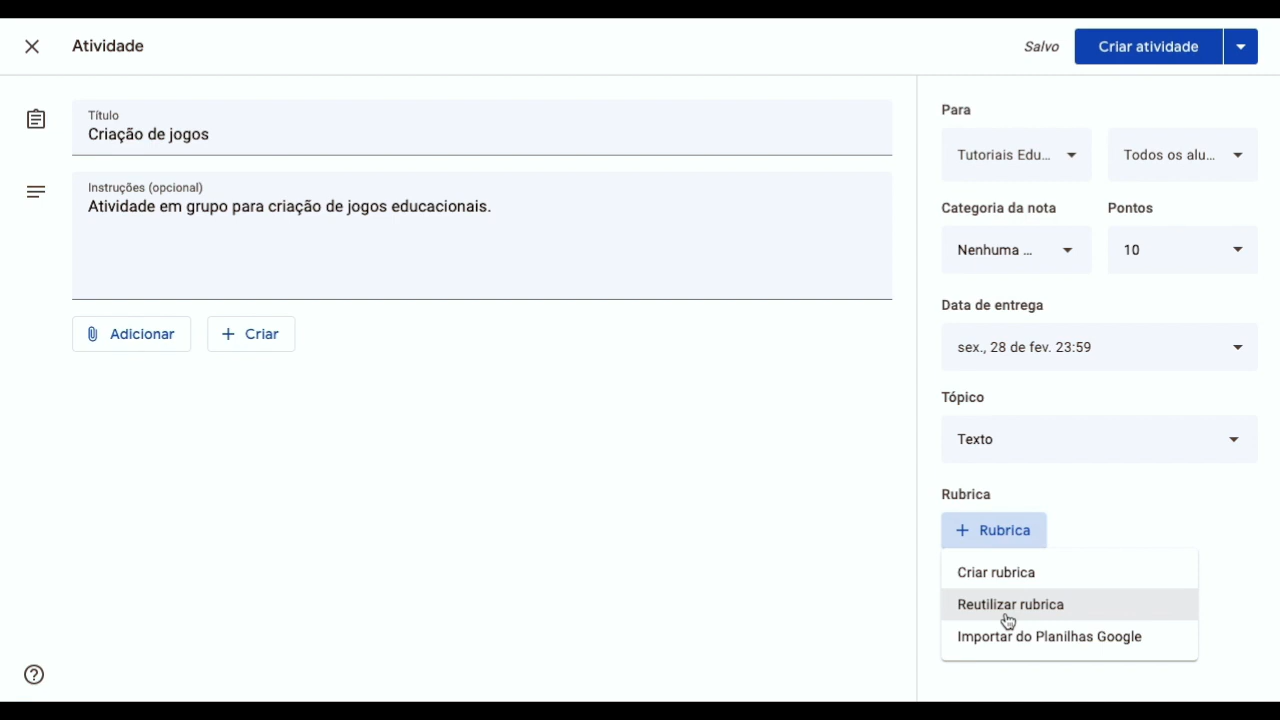 Atividade
Salvo
Criar atividade
Título
Criação de jogos
Instruções (opcional)
Atividade em grupo para criação de jogos educacionais.
Adicionar
Criar
Para
Tutoriais Edu...
Todos os alu...
Categoria da nota
Pontos
Nenhuma ...
10
Data de entrega
sex., 28 de fev. 23:59
Tópico
Texto
Rubrica
+ Rubrica
Criar rubrica
Reutilizar rubrica
Importar do Planilhas Google